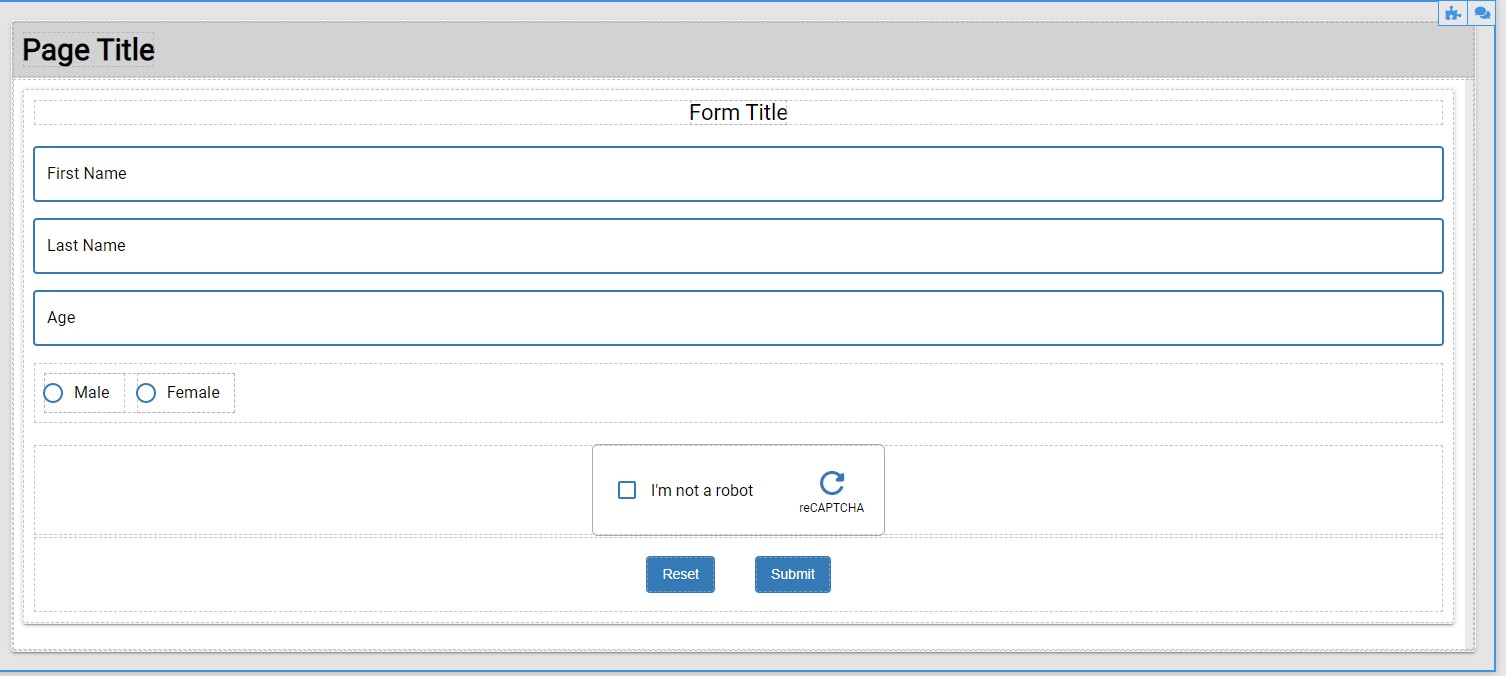 Page Title
Form Title
First Name
Last Name
Age
Male Female
I'm not a robot
reCAPTCHA
Reset Submit